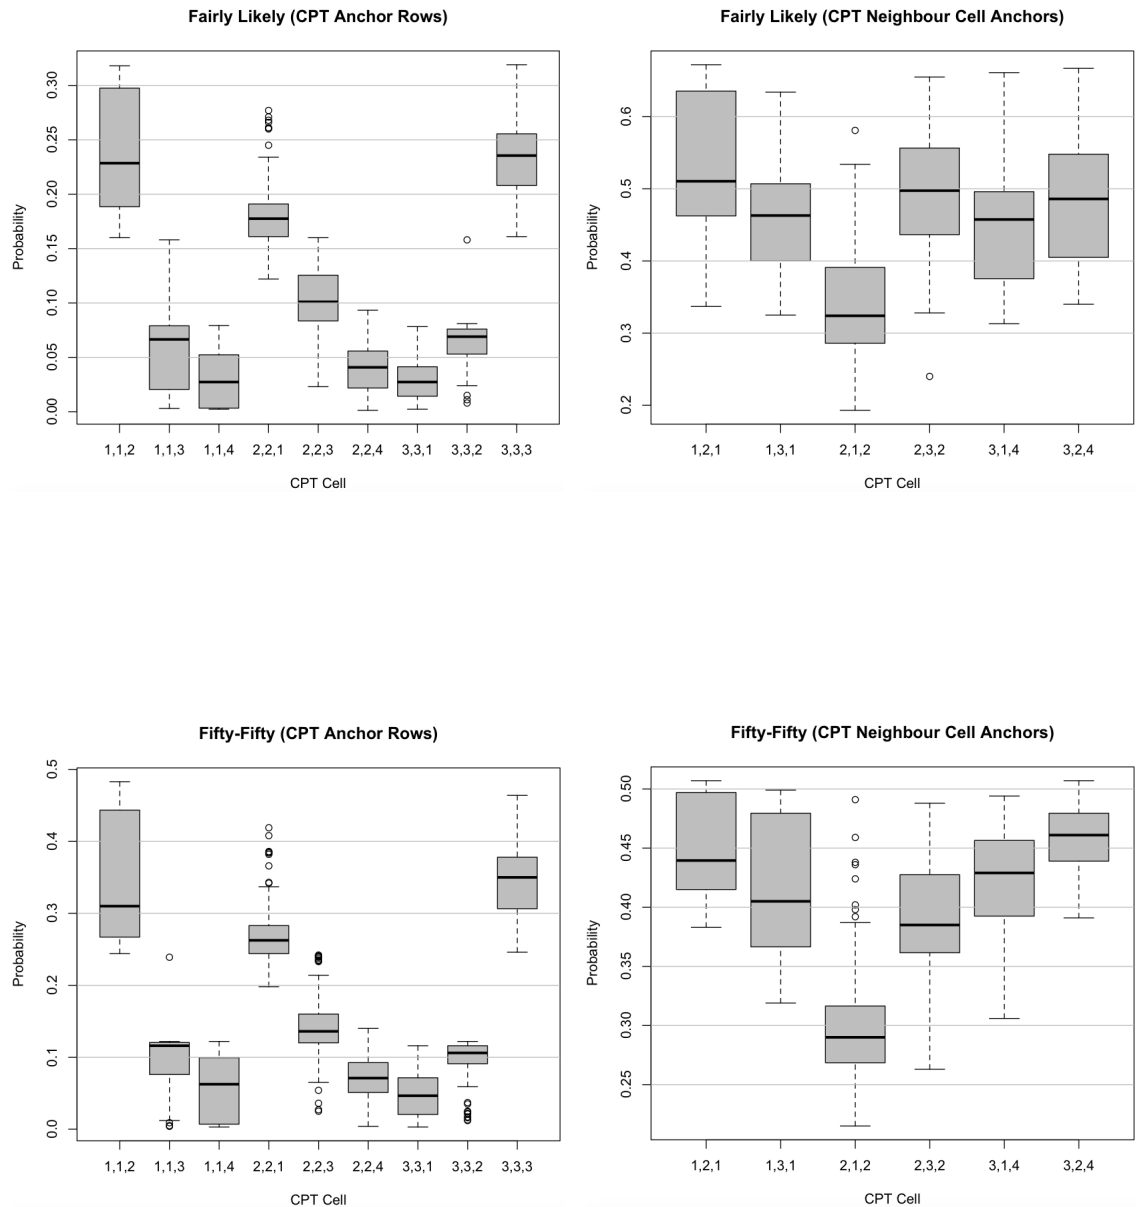 Fairly Likely (CPT Anchor Rows)
Probability
0.30
0.25
0.20
0.15
0.10
0.05
0.00
1,1,2 1,1,3 1,1,4 2,2,1 2,2,3 2,2,4 3,3,1 3,3,2 3,3,3
CPT Cell
Fairly Likely (CPT Neighbour Cell Anchors)
Probability
0.6
0.5
0.4
0.3
0.2
1,2,1 1,3,1 2,1,2 2,3,2 3,1,4 3,2,4
CPT Cell
Fifty-Fifty (CPT Anchor Rows)
Probability
0.5
0.4
0.3
0.2
0.1
0.0
1,1,2 1,1,3 1,1,4 2,2,1 2,2,3 2,2,4 3,3,1 3,3,2 3,3,3
CPT Cell
Fifty-Fifty (CPT Neighbour Cell Anchors)
Probability
0.50
0.45
0.40
0.35
0.30
0.25
1,2,1 1,3,1 2,1,2 2,3,2 3,1,4 3,2,4
CPT Cell